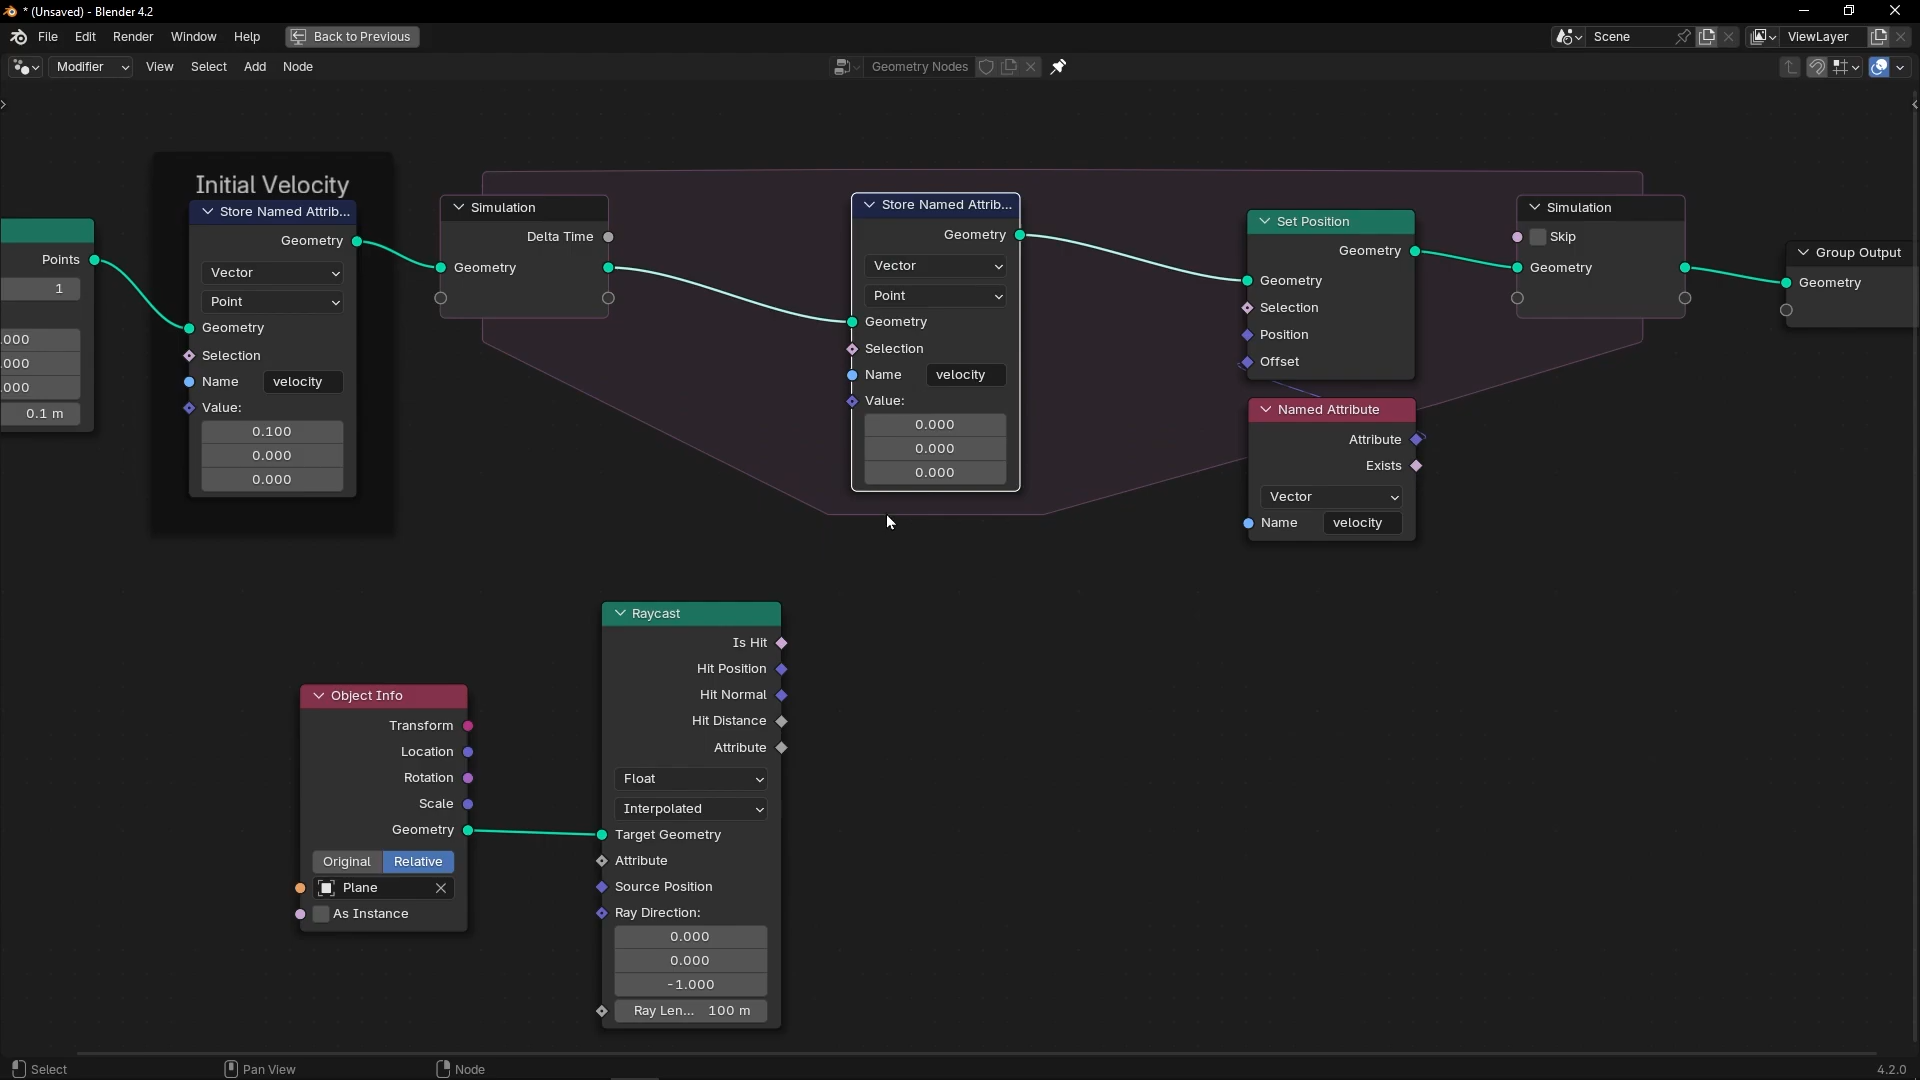 * (Unsaved) - Blender 4.2
File Edit Render Window Help Back to Previous Scene ViewLayer
Modifier View Select Add Node Geometry Nodes
Points
1
000
000
000
0.1 m
Initial Velocity
Store Named Attrib...
Geometry
Vector
Point
Geometry
Selection
Name velocity
Value:
0.100
0.000
0.000
Simulation
Delta Time
Geometry
Store Named Attrib...
Geometry
Vector
Point
Geometry
Selection
Name velocity
Value:
0.000
0.000
0.000
Set Position
Geometry
Geometry
Selection
Position
Offset
Named Attribute
Attribute
Exists
Vector
Name velocity
Simulation
Skip
Geometry
Group Output
Geometry
Object Info
Transform
Location
Rotation
Scale
Geometry
Original Relative
Plane
As Instance
Raycast
Is Hit
Hit Position
Hit Normal
Hit Distance
Attribute
Float
Interpolated
Target Geometry
Attribute
Source Position
Ray Direction:
0.000
0.000
-1.000
Ray Len... 100 m
Select Pan View Node 4.2.0